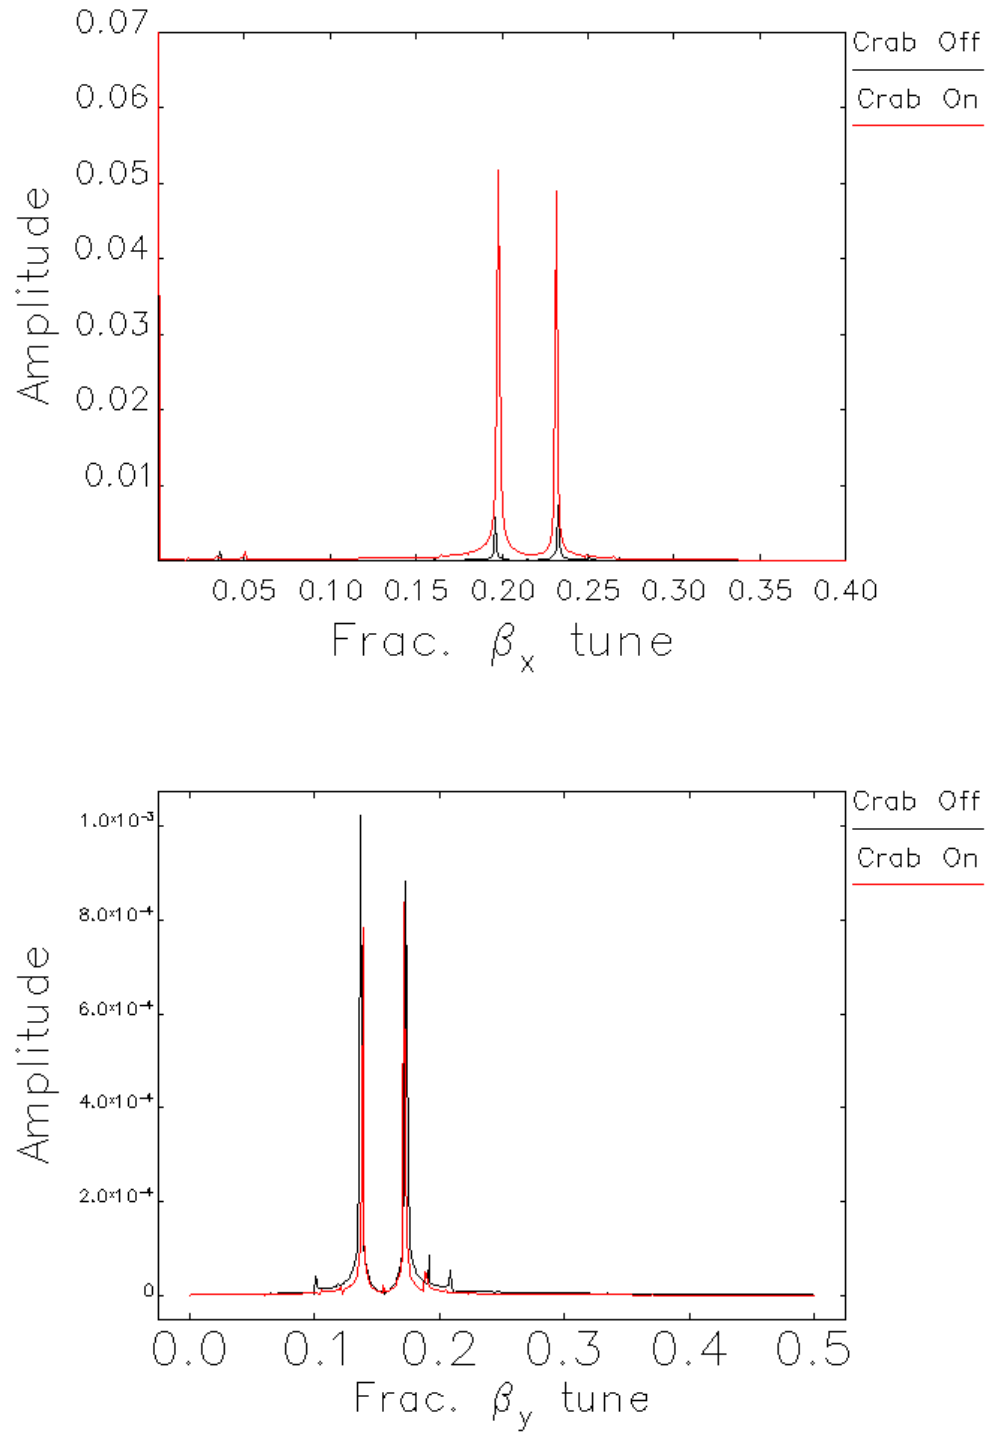 0.07
0.06
0.05
0.04
0.03
0.02
0.01
Amplitude
0.05 0.10 0.15 0.20 0.25 0.30 0.35 0.40
Frac. βx tune
Crab Off
Crab On
1.0×10⁻³
8.0×10⁻⁴
6.0×10⁻⁴
4.0×10⁻⁴
2.0×10⁻⁴
0
Amplitude
0.0 0.1 0.2 0.3 0.4 0.5
Frac. βy tune
Crab Off
Crab On